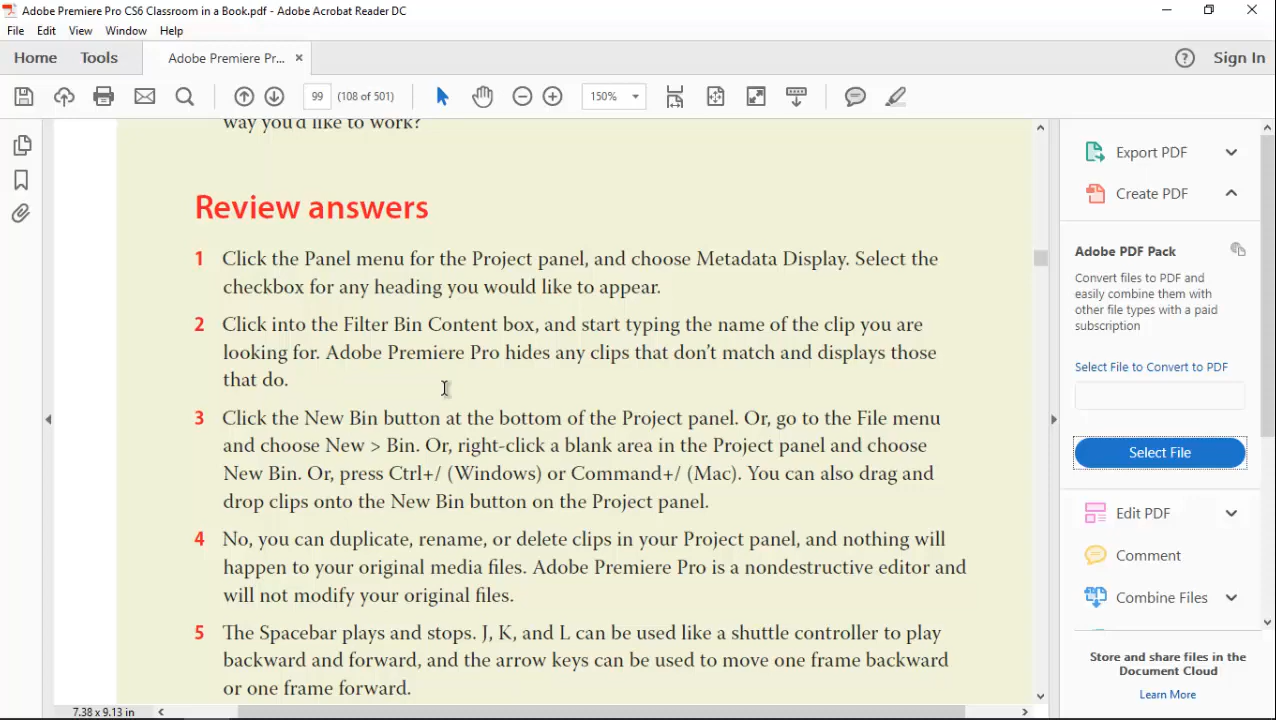 Adobe Premiere Pro CS6 Classroom in a Book.pdf - Adobe Acrobat Reader DC
File Edit View Window Help
Home Tools Adobe Premiere Pr... × Sign In
99 (108 of 501) 150%
way you'd like to work?
Review answers
1 Click the Panel menu for the Project panel, and choose Metadata Display. Select the
checkbox for any heading you would like to appear.
2 Click into the Filter Bin Content box, and start typing the name of the clip you are
looking for. Adobe Premiere Pro hides any clips that don't match and displays those
that do.
3 Click the New Bin button at the bottom of the Project panel. Or, go to the File menu
and choose New > Bin. Or, right-click a blank area in the Project panel and choose
New Bin. Or, press Ctrl+/ (Windows) or Command+/ (Mac). You can also drag and
drop clips onto the New Bin button on the Project panel.
4 No, you can duplicate, rename, or delete clips in your Project panel, and nothing will
happen to your original media files. Adobe Premiere Pro is a nondestructive editor and
will not modify your original files.
5 The Spacebar plays and stops. J, K, and L can be used like a shuttle controller to play
backward and forward, and the arrow keys can be used to move one frame backward
or one frame forward.
7.38 x 9.13 in
Export PDF
Create PDF
Adobe PDF Pack
Convert files to PDF and
easily combine them with
other file types with a paid
subscription
Select File to Convert to PDF
Select File
Edit PDF
Comment
Combine Files
Store and share files in the
Document Cloud
Learn More